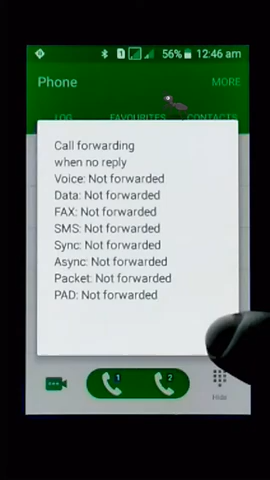 1 56% 12:46 am
Phone MORE
LOG FAVOURITES CONTACTS
Call forwarding
when no reply
Voice: Not forwarded
Data: Not forwarded
FAX: Not forwarded
SMS: Not forwarded
Sync: Not forwarded
Async: Not forwarded
Packet: Not forwarded
PAD: Not forwarded
1 2
Hide